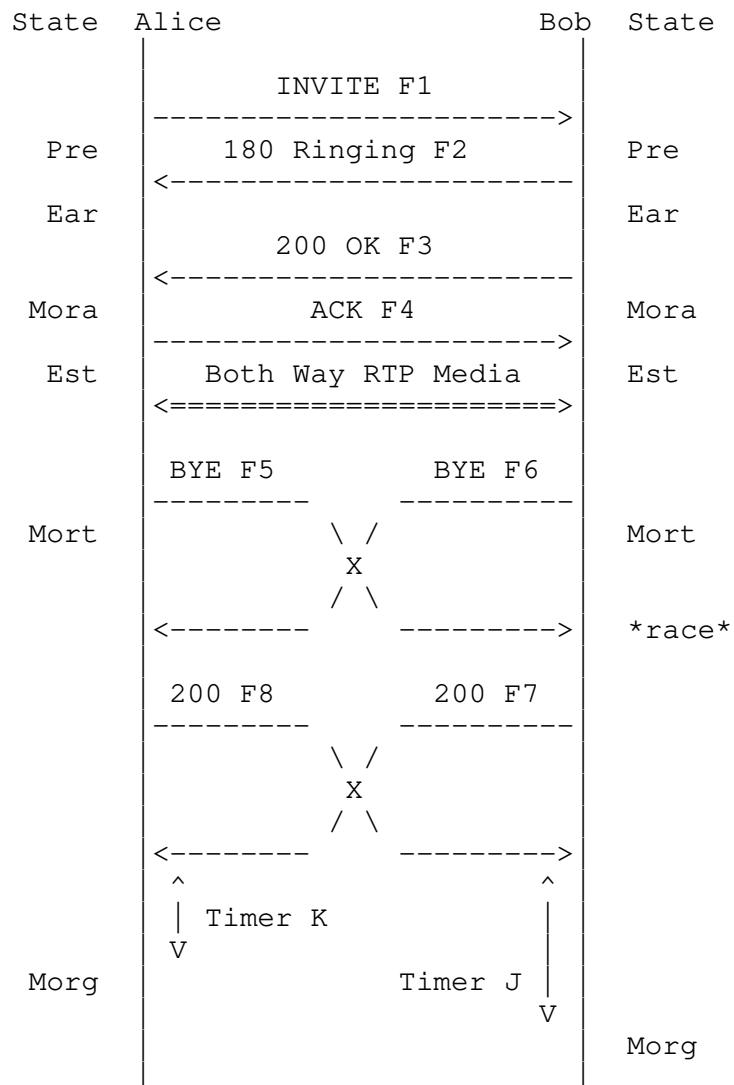 State Alice Bob State
INVITE F1
Pre 180 Ringing F2 Pre
Ear Ear
200 OK F3
Mora ACK F4 Mora
Est Both Way RTP Media Est
BYE F5 BYE F6
Mort Mort
X
*race*
200 F8 200 F7
X
Timer K
Morg Timer J
Morg